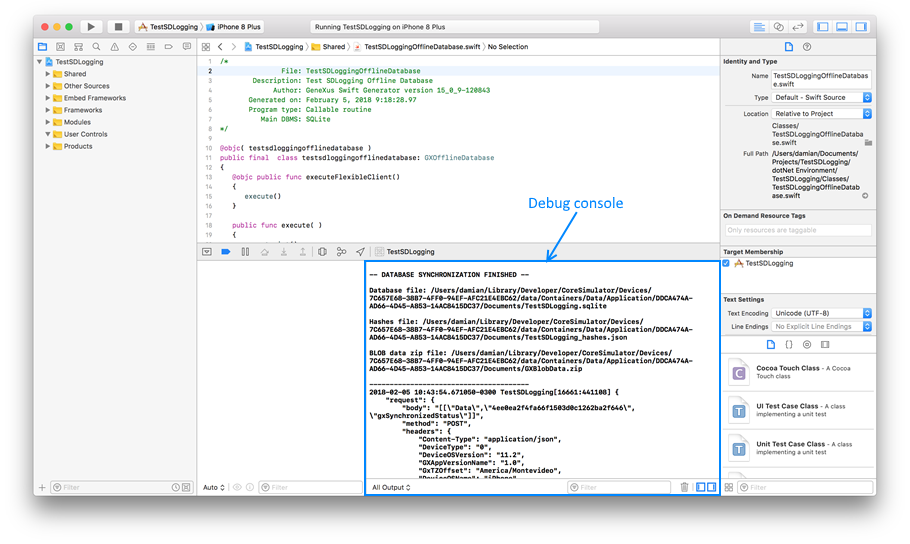 TestSDLogging
iPhone 8 Plus
Running TestSDLogging on iPhone 8 Plus
TestSDLogging
Shared
Other Sources
Embed Frameworks
Frameworks
Modules
User Controls
Products
Filter
TestSDLogging
Shared
TestSDLoggingOfflineDatabase.swift
No Selection
1 /*
2 File: TestSDLoggingOfflineDatabase
3 Description: Test SDLogging Offline Database
4 Author: GeneXus Swift Generator version 15_0_9-120843
5 Generated on: February 5, 2018 9:18:28.97
6 Program type: Callable routine
7 Main DBMS: SQLite
8 */
9
10 @objc( testsdloggingofflinedatabase )
11 public final class testsdloggingofflinedatabase: GXOfflineDatabase
12 {
13 @objc public func executeFlexibleClient()
14 {
15 execute()
16 }
17
18 public func execute( )
19 {
Debug console
TestSDLogging
-- DATABASE SYNCHRONIZATION FINISHED --
Database file: /Users/damian/Library/Developer/CoreSimulator/Devices/
7C657E68-38B7-4FF0-94EF-AFC21E4EBC62/data/Containers/Data/Application/DDCA474A-
AD66-4D45-A853-14AC8415DC37/Documents/TestSDLogging.sqlite
Hashes file: /Users/damian/Library/Developer/CoreSimulator/Devices/
7C657E68-38B7-4FF0-94EF-AFC21E4EBC62/data/Containers/Data/Application/DDCA474A-
AD66-4D45-A853-14AC8415DC37/Documents/TestSDLogging_hashes.json
BLOB data zip file: /Users/damian/Library/Developer/CoreSimulator/Devices/
7C657E68-38B7-4FF0-94EF-AFC21E4EBC62/data/Containers/Data/Application/DDCA474A-
AD66-4D45-A853-14AC8415DC37/Documents/GXBlobData.zip
--------------------------------------
2018-02-05 10:43:54.671050-0300 TestSDLogging[16661:441108] {
"request": {
"body": "[[\"Data\",\"4ee0ea2f4fa66f1503d0c1262ba2f646\",
\"gxSynchronizedStatus\"]]",
"method": "POST",
"headers": {
"Content-Type": "application/json",
"DeviceType": "0",
"DeviceOSVersion": "11.2",
"GXAppVersionName": "1.0",
"GxTZOffset": "America/Montevideo",
"DeviceOSName": "iPhone",
Auto
Filter
All Output
Filter
Identity and Type
Name TestSDLoggingOfflineDatabas
e.swift
Type Default - Swift Source
Location Relative to Project
Classes/
TestSDLoggingOfflineDataba
se.swift
Full Path /Users/damian/Documents/
Projects/TestSDLogging/
dotNet Environment/
TestSDLogging/Classes/
TestSDLoggingOfflineDatab
ase.swift
On Demand Resource Tags
Only resources are taggable
Target Membership
TestSDLogging
Text Settings
Text Encoding Unicode (UTF-8)
Line Endings No Explicit Line Endings
C
Cocoa Touch Class - A Cocoa
Touch class
T
UI Test Case Class - A class
implementing a unit test
T
Unit Test Case Class - A class
implementing a unit test
Filter